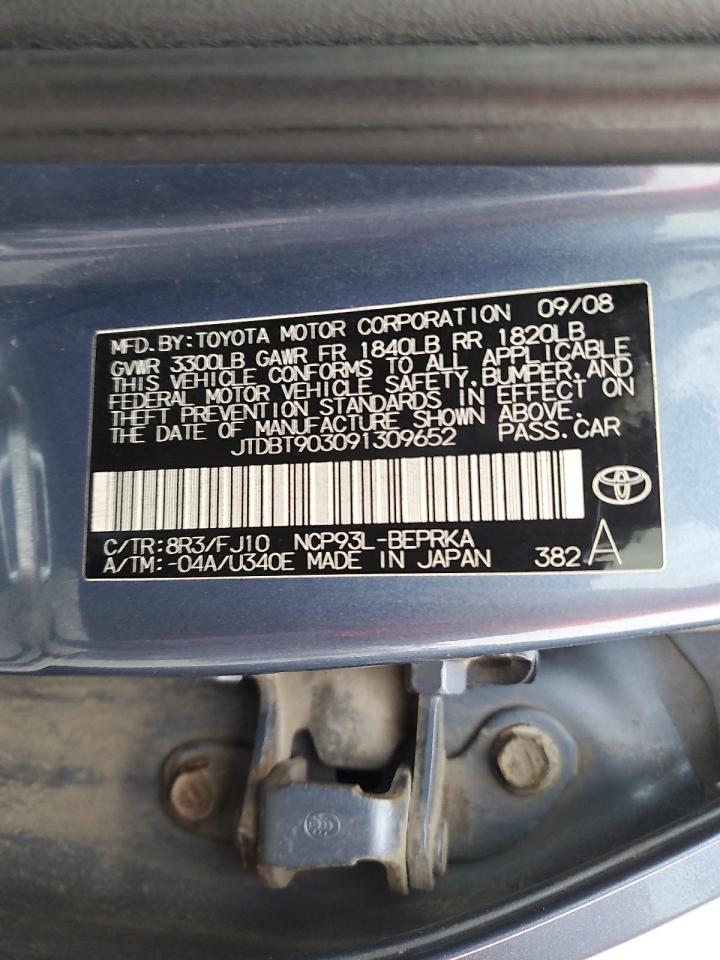 MFD.BY:TOYOTA MOTOR CORPORATION 09/08
GVWR 3300LB GAWR FR 1840LB RR 1820LB
THIS VEHICLE CONFORMS TO ALL APPLICABLE
FEDERAL MOTOR VEHICLE SAFETY,BUMPER,AND
THEFT PREVENTION STANDARDS IN EFFECT ON
THE DATE OF MANUFACTURE SHOWN ABOVE.
JTDBT903091309652 PASS.CAR
C/TR:8R3/FJ10 NCP93L-BEPRKA
A/TM:-04A/U340E MADE IN JAPAN 382 A